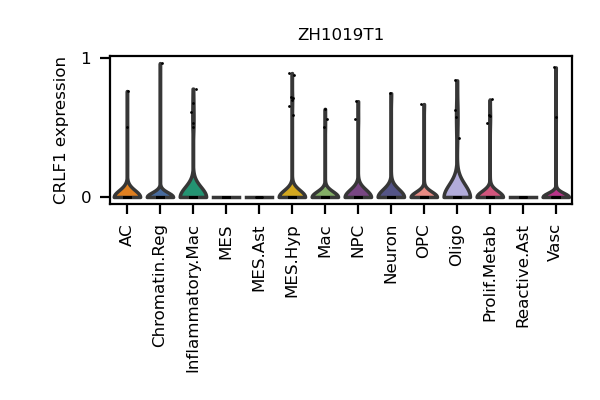 ZH1019T1
CRLF1 expression
1
0
AC
Chromatin.Reg
Inflammatory.Mac
MES
MES.Ast
MES.Hyp
Mac
NPC
Neuron
OPC
Oligo
Prolif.Metab
Reactive.Ast
Vasc